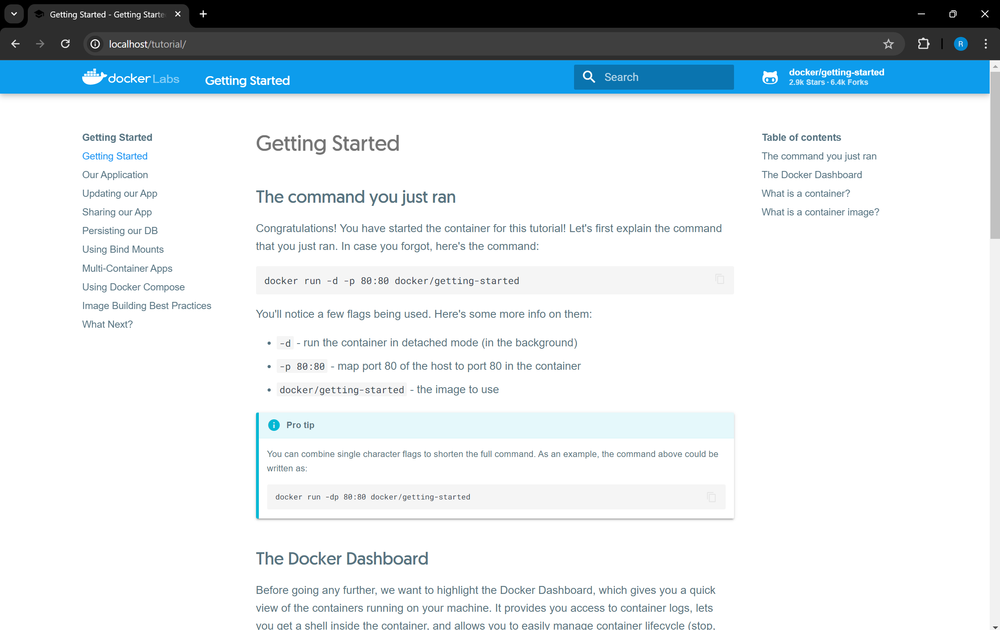 Getting Started - Getting Starte
localhost/tutorial/
docker Labs
Getting Started
Search
docker/getting-started
2.9k Stars · 6.4k Forks
Getting Started
Getting Started
Our Application
Updating our App
Sharing our App
Persisting our DB
Using Bind Mounts
Multi-Container Apps
Using Docker Compose
Image Building Best Practices
What Next?
Getting Started
The command you just ran
Congratulations! You have started the container for this tutorial! Let's first explain the command
that you just ran. In case you forgot, here's the command:
docker run -d -p 80:80 docker/getting-started
You'll notice a few flags being used. Here's some more info on them:
• -d - run the container in detached mode (in the background)
• -p 80:80 - map port 80 of the host to port 80 in the container
• docker/getting-started - the image to use
Pro tip
You can combine single character flags to shorten the full command. As an example, the command above could be
written as:
docker run -dp 80:80 docker/getting-started
The Docker Dashboard
Before going any further, we want to highlight the Docker Dashboard, which gives you a quick
view of the containers running on your machine. It provides you access to container logs, lets
you get a shell inside the container, and allows you to easily manage container lifecycle (stop,
Table of contents
The command you just ran
The Docker Dashboard
What is a container?
What is a container image?
R